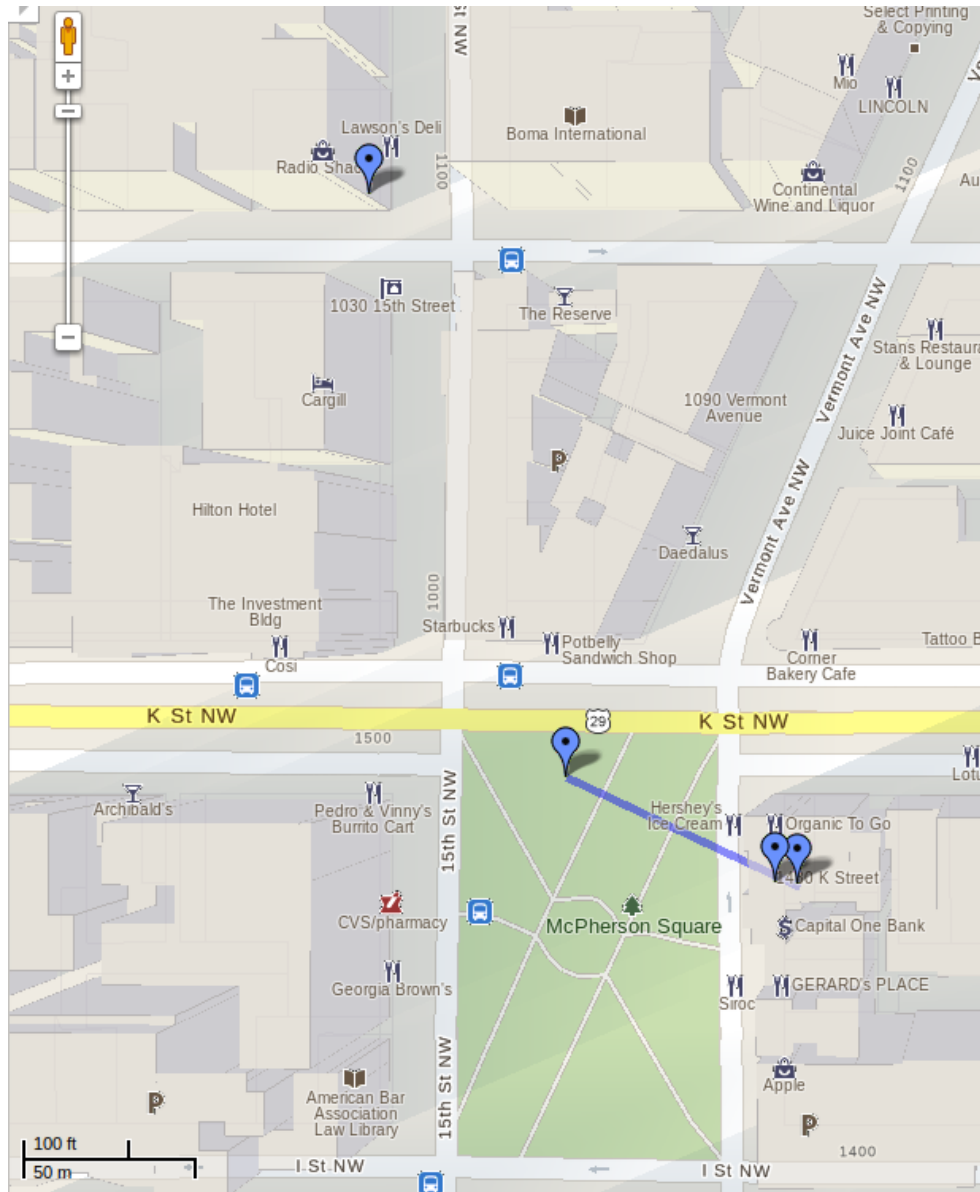 Select Printing
& Copying
St NW
Mio
LINCOLN
Lawson's Deli
Boma International
1100
Radio Shac
1100
Continental
Wine and Liquor
Au
1030 15th Street
The Reserve
Vermont Ave NW
Stans Restaura
& Lounge
Cargill
1090 Vermont
Avenue
Juice Joint Café
P
Hilton Hotel
Vermont Ave NW
Daedalus
1000
The Investment
Bldg
Starbucks
Potbelly
Sandwich Shop
Cosi
Corner
Bakery Cafe
Tattoo B
K St NW
29
K St NW
1500
Lotu
15th St NW
Archibald's
Pedro & Vinny's
Burrito Cart
Hershey's
Ice Cream
Organic To Go
K Street
McPherson Square
CVS/pharmacy
$
Capital One Bank
Georgia Brown's
Siroc
GERARD's PLACE
Apple
15th St NW
P
American Bar
Association
Law Library
P
100 ft
50 m
I St NW
I St NW
1400